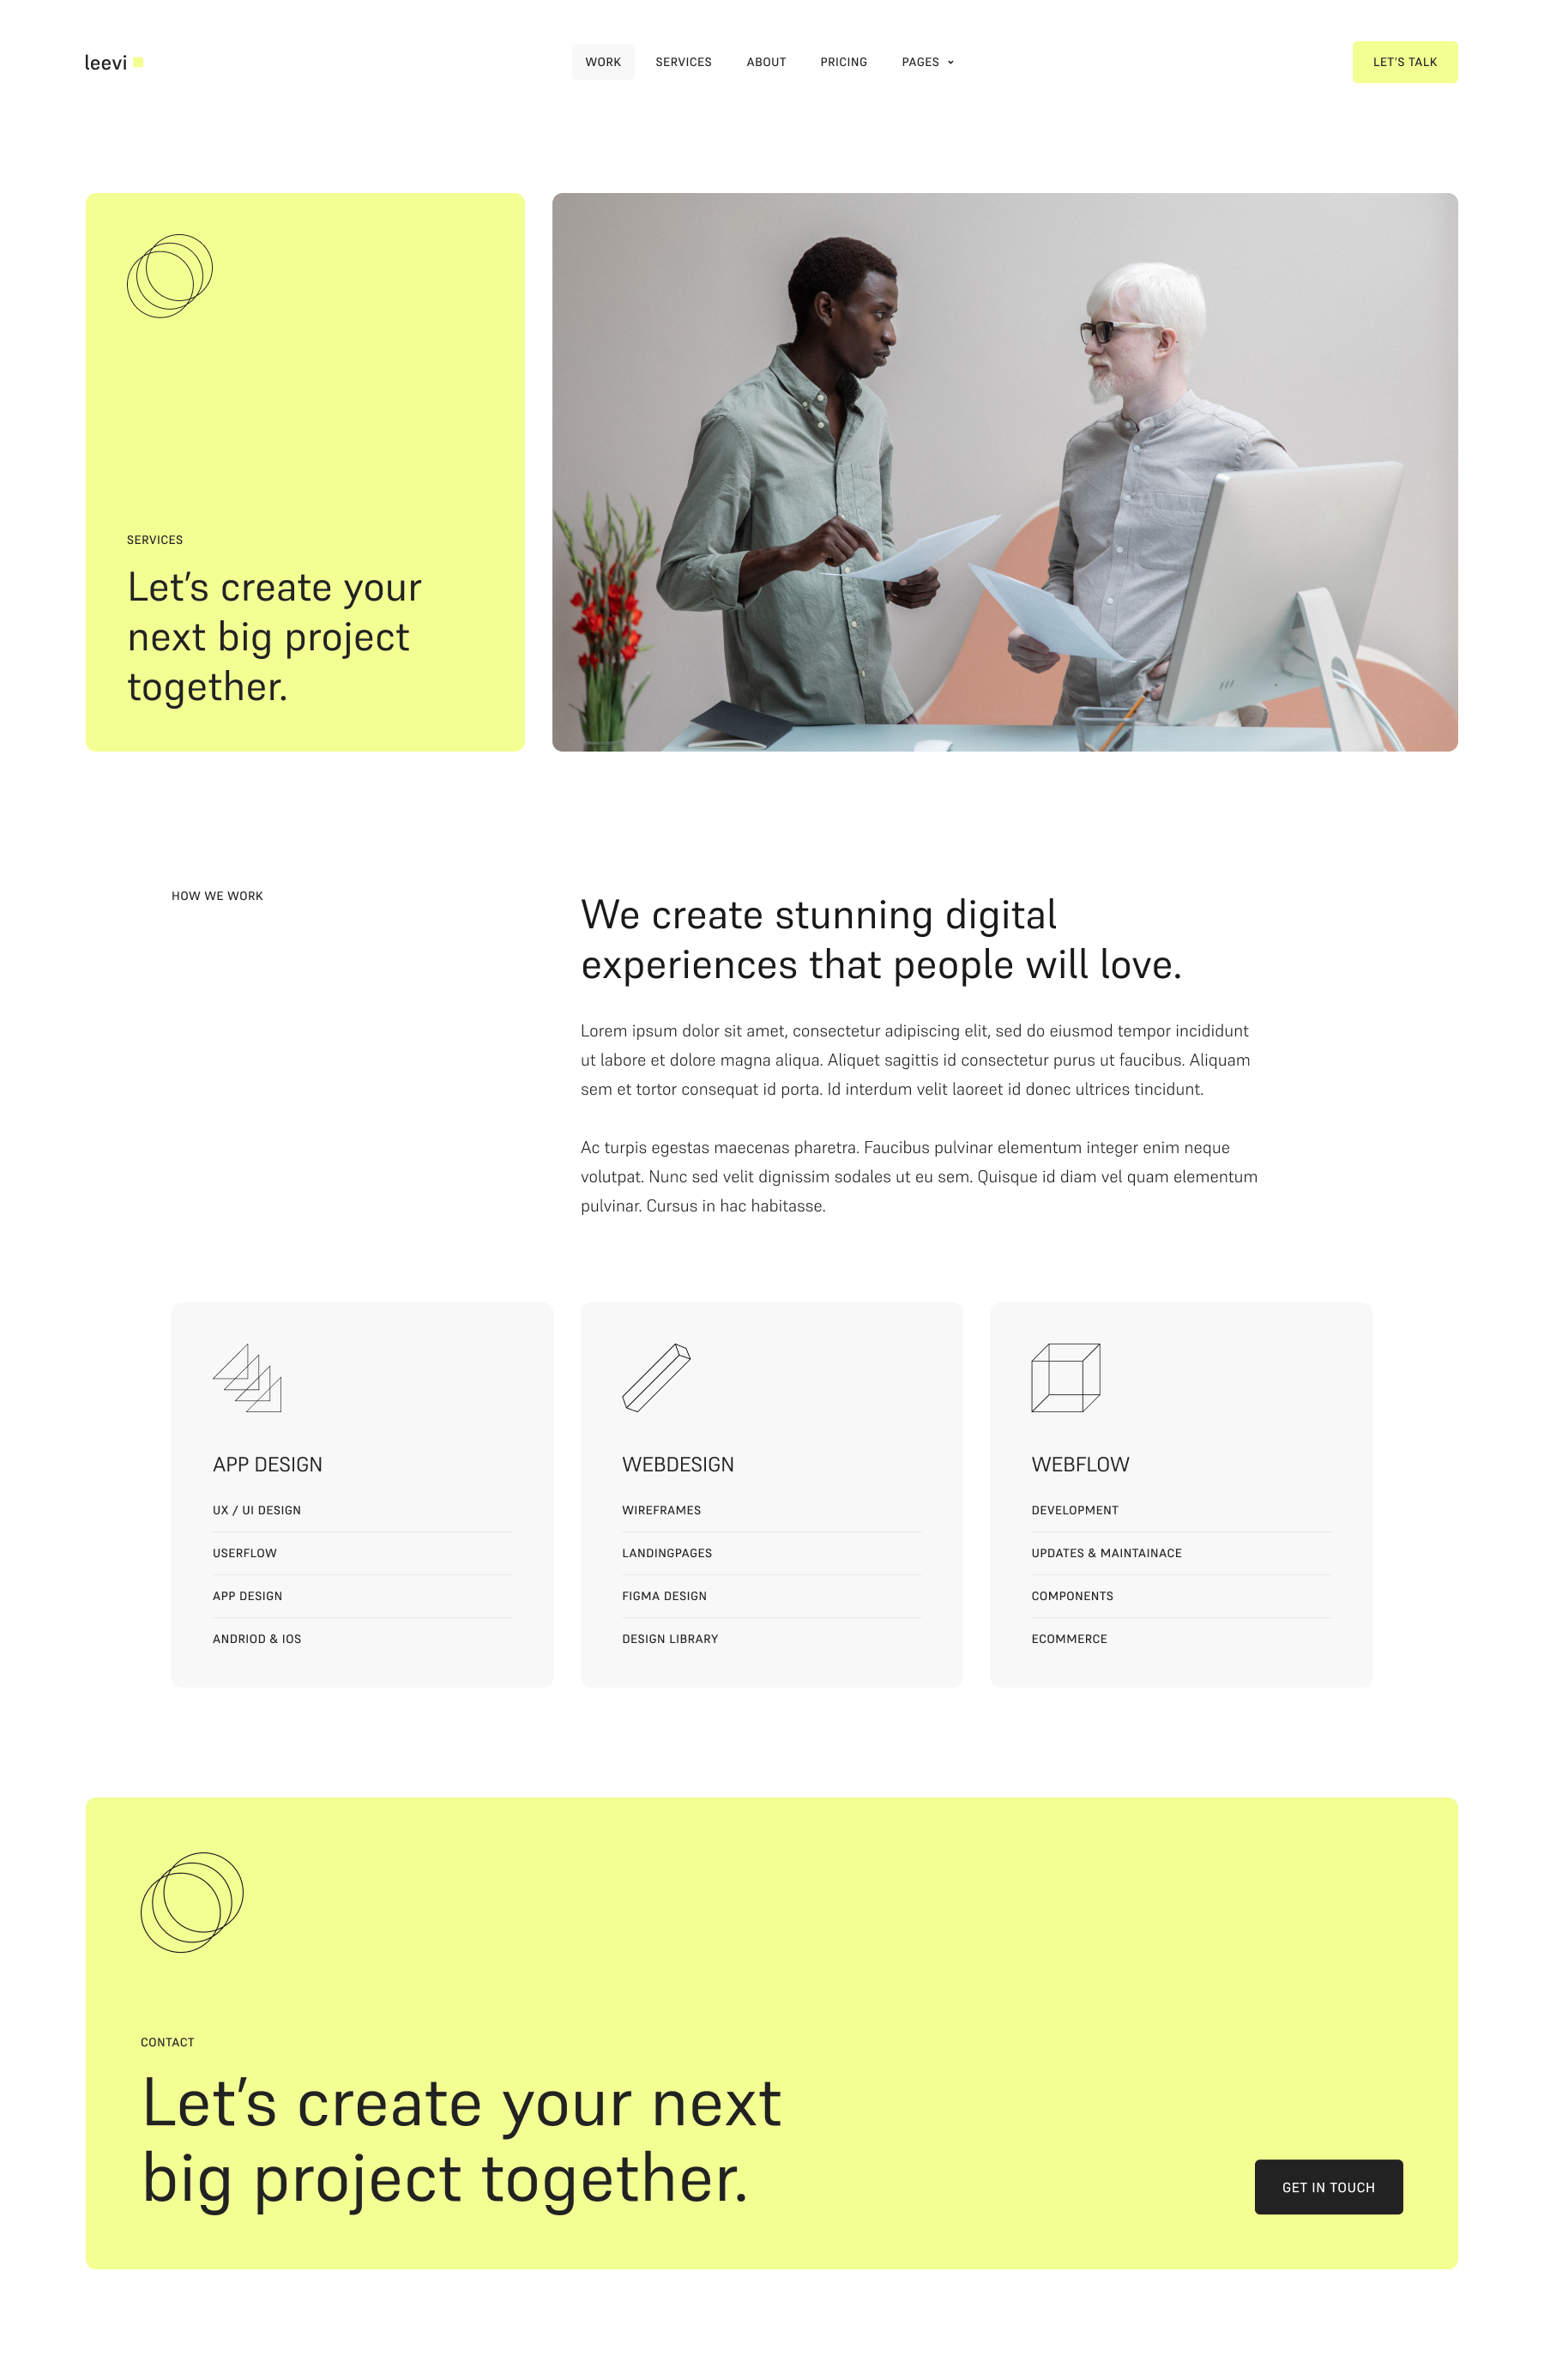 leevi
WORK SERVICES ABOUT PRICING PAGES
LET'S TALK
SERVICES
Let’s create your
next big project
together.
HOW WE WORK
We create stunning digital
experiences that people will love.
Lorem ipsum dolor sit amet, consectetur adipiscing elit, sed do eiusmod tempor incididunt
ut labore et dolore magna aliqua. Aliquet sagittis id consectetur purus ut faucibus. Aliquam
sem et tortor consequat id porta. Id interdum velit laoreet id donec ultrices tincidunt.
Ac turpis egestas maecenas pharetra. Faucibus pulvinar elementum integer enim neque
volutpat. Nunc sed velit dignissim sodales ut eu sem. Quisque id diam vel quam elementum
pulvinar. Cursus in hac habitasse.
APP DESIGN
UX / UI DESIGN
USERFLOW
APP DESIGN
ANDRIOD & IOS
WEBDESIGN
WIREFRAMES
LANDINGPAGES
FIGMA DESIGN
DESIGN LIBRARY
WEBFLOW
DEVELOPMENT
UPDATES & MAINTAINACE
COMPONENTS
ECOMMERCE
CONTACT
Let’s create your next
big project together.
GET IN TOUCH